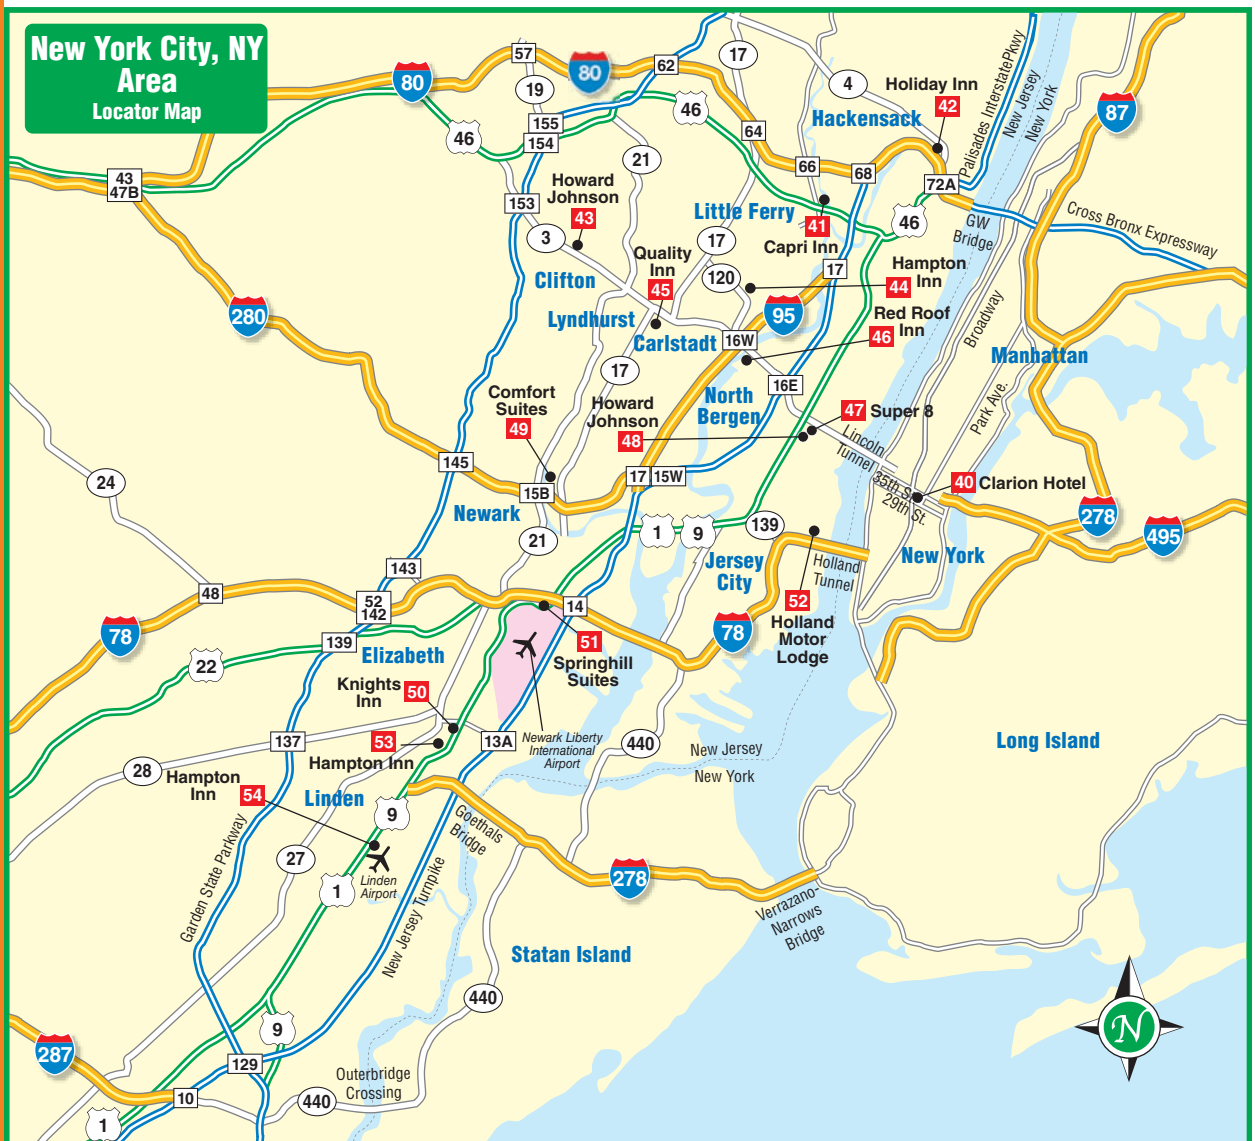 New York City, NY
Area
Locator Map
57
80
80
62
17
4
Holiday Inn
42
Hackensack
Palisades InterstatePkwy
New Jersey
New York
87
19
46
155
154
46
21
64
66
68
72A
43
47B
Howard
Johnson
43
153
3
Little Ferry
41
Capri Inn
46
GW
Bridge
Cross Bronx Expressway
Quality
Inn
45
17
120
17
Hampton
Inn
44
Clifton
280
Lyndhurst
95
Red Roof
Inn
46
Carlstadt
16W
Broadway
Manhattan
17
16E
North
Bergen
Park Ave.
Comfort
Suites
49
Howard
Johnson
48
47
Super 8
Lincoln
Tunnel
35th St.
29th St.
40
Clarion Hotel
145
24
15B
17
15W
Newark
21
1
9
139
278
495
New York
Jersey
City
Holland
Tunnel
143
48
52
142
14
52
Holland
Motor
Lodge
78
139
78
22
Elizabeth
51
Springhill
Suites
Knights
Inn
50
Newark Liberty
International
Airport
137
53
Hampton Inn
13A
440
New Jersey
New York
Long Island
28
Hampton
Inn
54
Linden
9
Goethals
Bridge
Garden State Parkway
27
1
Linden
Airport
New Jersey Turnpike
278
Verrazano-
Narrows
Bridge
Statan Island
440
9
287
129
N
Outerbridge
Crossing
10
440
1